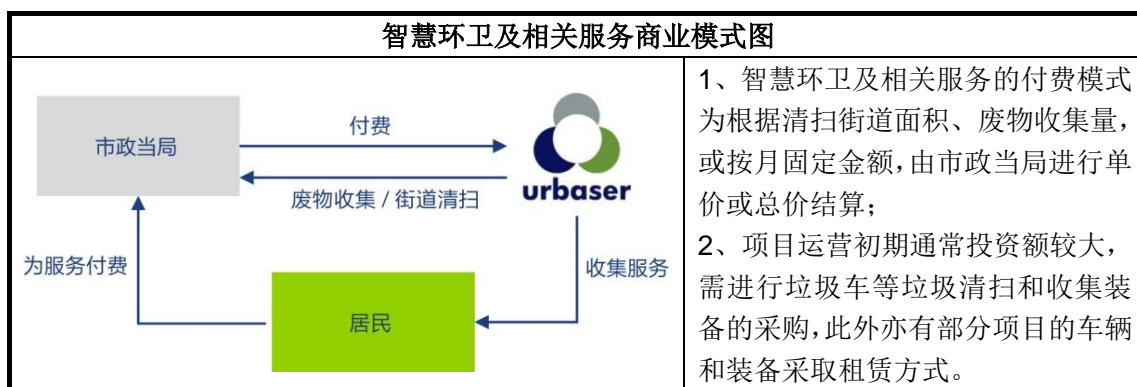 智慧环卫及相关服务商业模式图
市政当局
付费
废物收集 / 街道清扫
urbaser
为服务付费
收集服务
居民
1、智慧环卫及相关服务的付费模式
为根据清扫街道面积、废物收集量，
或按月固定金额，由市政当局进行单
价或总价结算；
2、项目运营初期通常投资额较大，
需进行垃圾车等垃圾清扫和收集装
备的采购，此外亦有部分项目的车辆
和装备采取租赁方式。